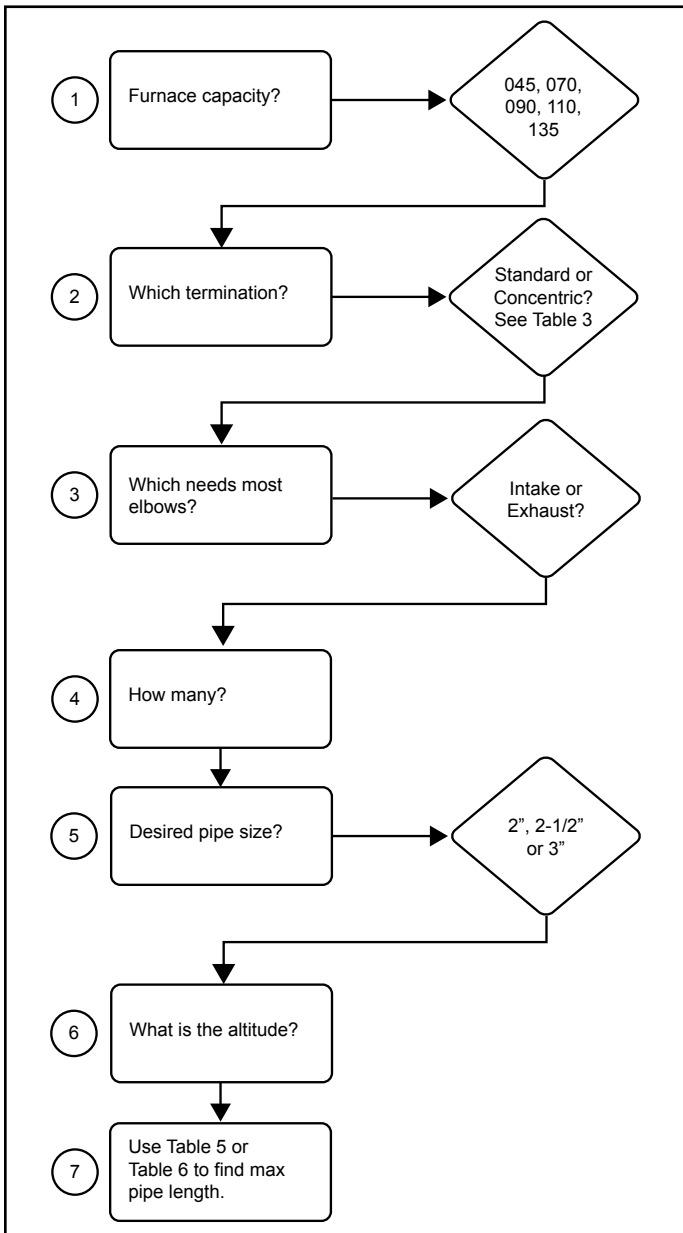 1
Furnace capacity?
045, 070,
090, 110,
135
2
Which termination?
Standard or
Concentric?
See Table 3
3
Which needs most
elbows?
Intake or
Exhaust?
4
How many?
5
Desired pipe size?
2”, 2-1/2”
or 3”
6
What is the altitude?
7
Use Table 5 or
Table 6 to find max
pipe length.